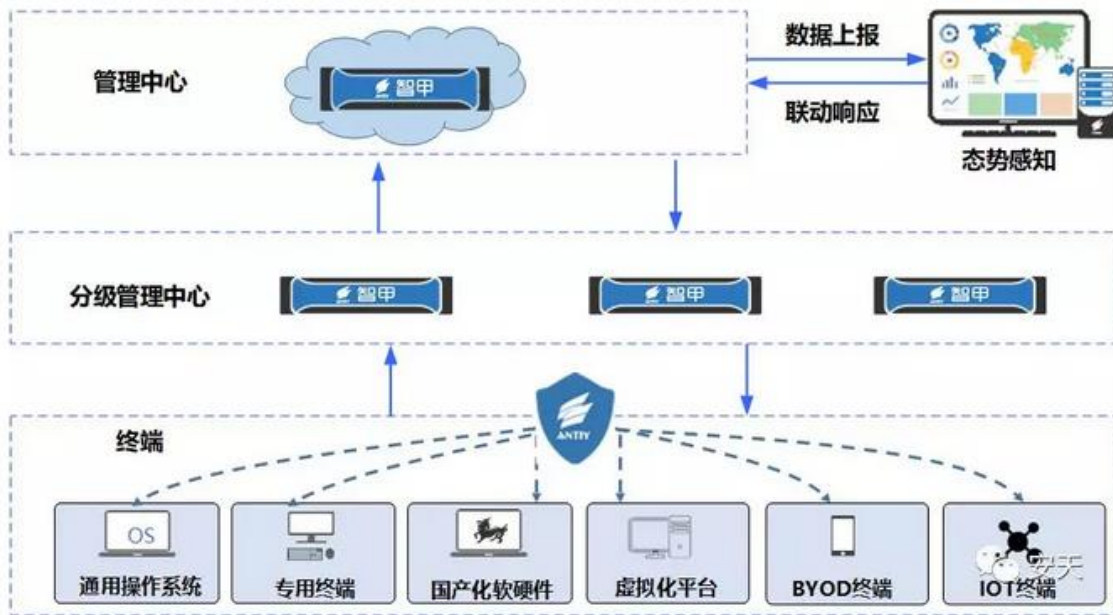 管理中心
智甲
数据上报
联动响应
态势感知
分级管理中心
智甲
智甲
智甲
终端
ANTIY
OS
通用操作系统
专用终端
国产化软硬件
虚拟化平台
BYOD终端
IOT终端
安天